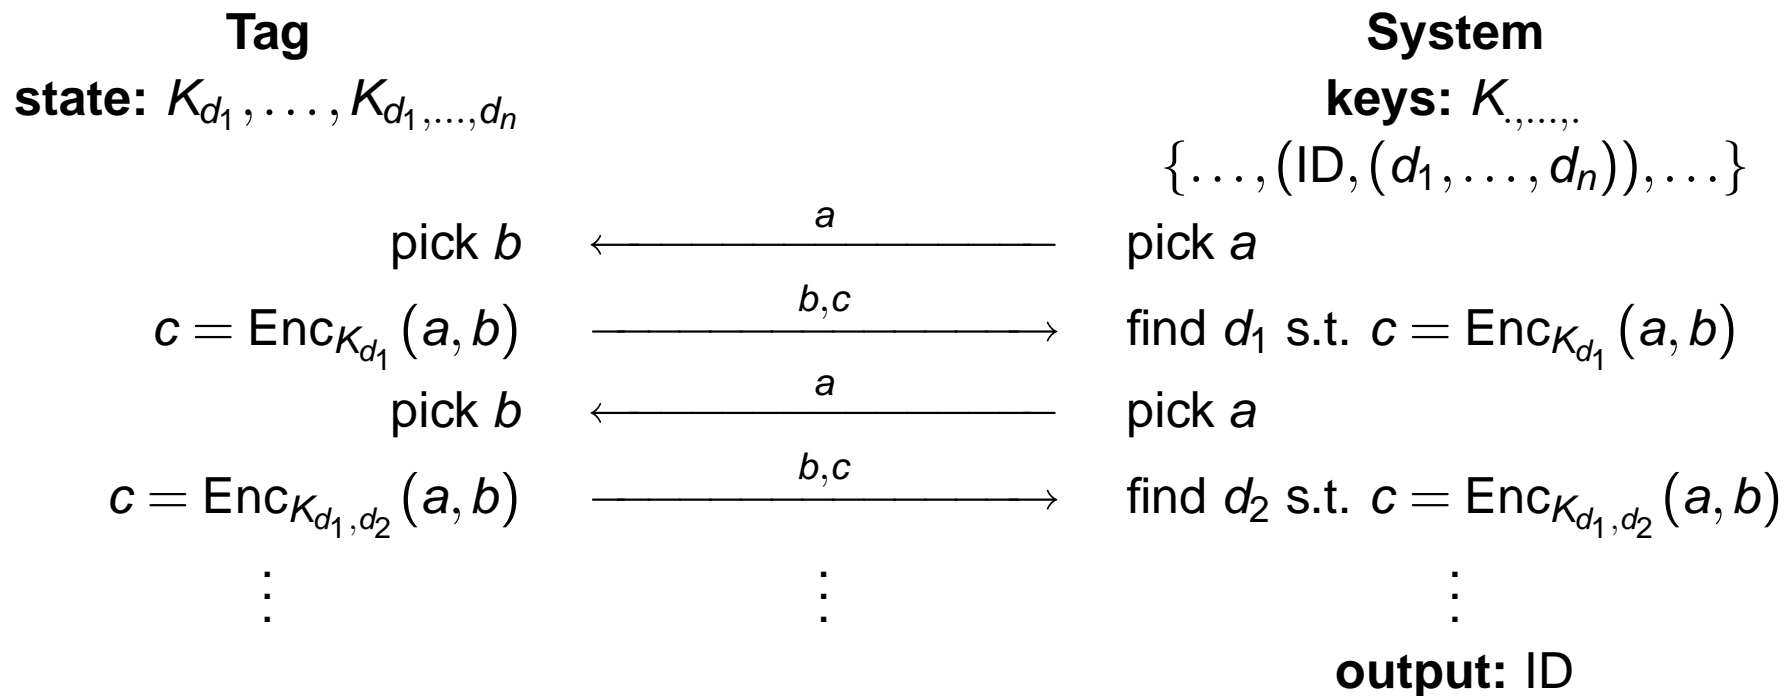 Tag System
state: K_{d_1}, . . . , K_{d_1,...,d_n} keys: K_{.,...,.}
{. . . , (ID, (d_1, . . . , d_n)), . . .}
pick b a pick a
c = Enc_{K_{d_1}}(a, b) b,c find d_1 s.t. c = Enc_{K_{d_1}}(a, b)
pick b a pick a
c = Enc_{K_{d_1,d_2}}(a, b) b,c find d_2 s.t. c = Enc_{K_{d_1,d_2}}(a, b)
⋮ ⋮ ⋮
output: ID